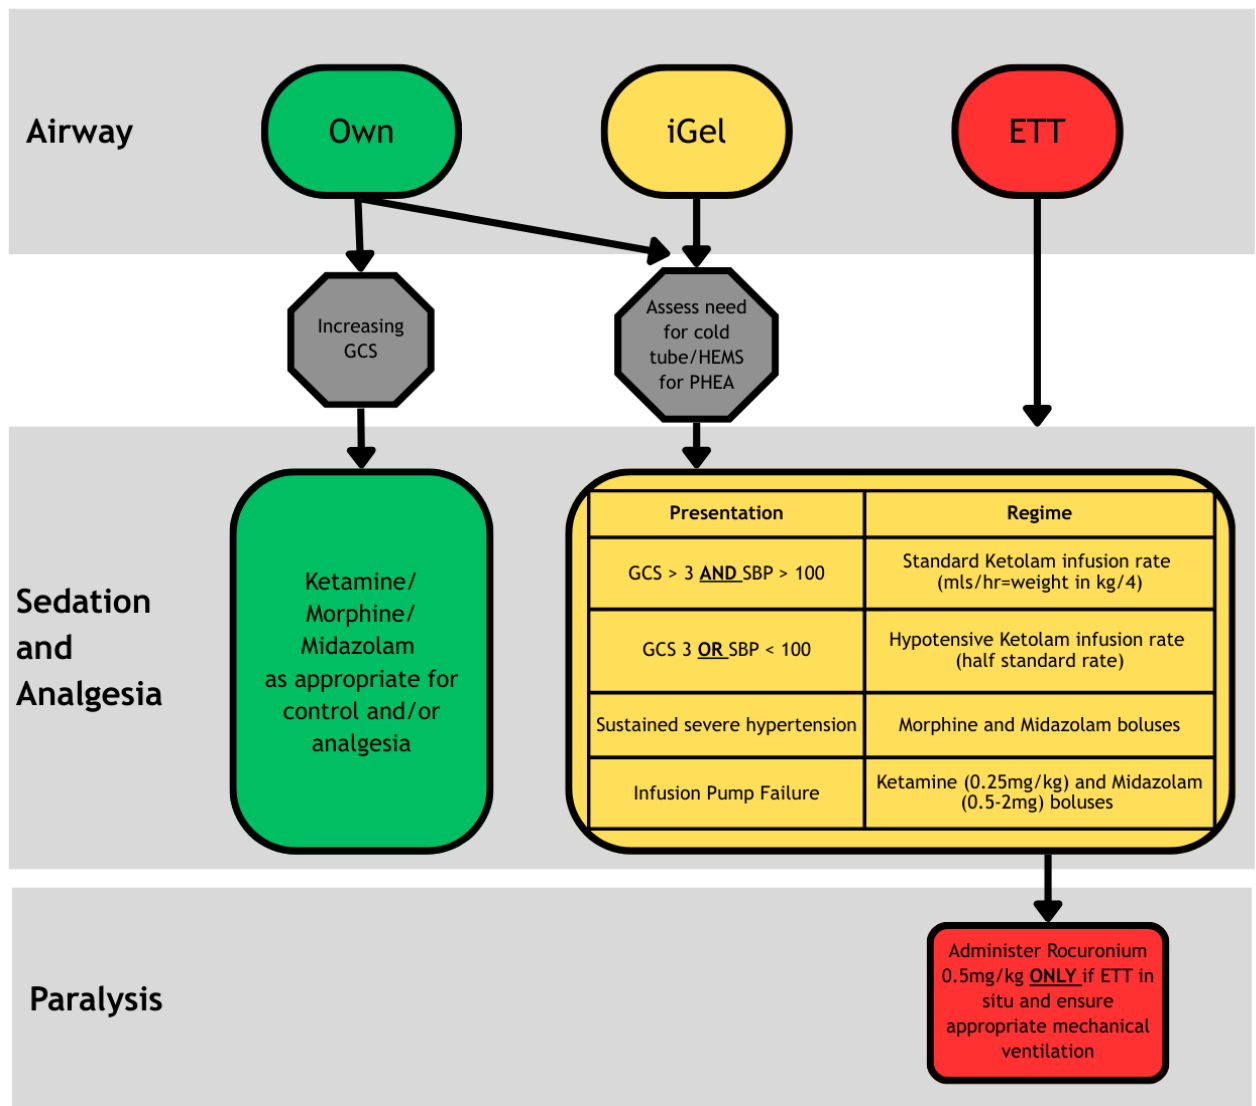 Airway
Own
iGel
ETT
Increasing
GCS
Assess need
for cold
tube/HEMS
for PHEA
Sedation
and
Analgesia
Ketamine/
Morphine/
Midazolam
as appropriate for
control and/or
analgesia
Presentation
Regime
GCS > 3 AND SBP > 100
Standard Ketolam infusion rate
(mls/hr=weight in kg/4)
GCS 3 OR SBP < 100
Hypotensive Ketolam infusion rate
(half standard rate)
Sustained severe hypertension
Morphine and Midazolam boluses
Infusion Pump Failure
Ketamine (0.25mg/kg) and Midazolam
(0.5-2mg) boluses
Paralysis
Administer Rocuronium
0.5mg/kg ONLY if ETT in
situ and ensure
appropriate mechanical
ventilation